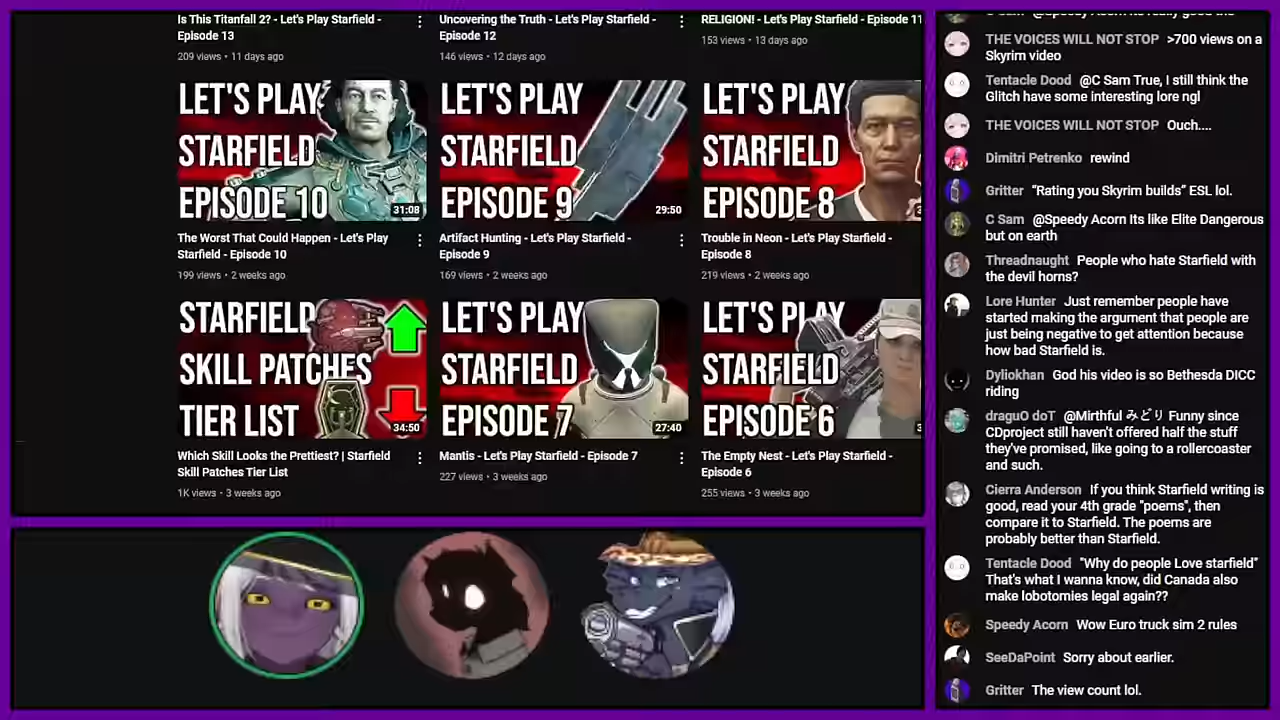 Is This Titanfall 2? - Let's Play Starfield -
Episode 13
209 views • 11 days ago
Uncovering the Truth - Let's Play Starfield -
Episode 12
146 views • 12 days ago
RELIGION! - Let's Play Starfield - Episode 11
153 views • 13 days ago
LET'S PLAY
STARFIELD
EPISODE 10
31:08
The Worst That Could Happen - Let's Play
Starfield - Episode 10
199 views • 2 weeks ago
LET'S PLAY
STARFIELD
EPISODE 9
29:50
Artifact Hunting - Let's Play Starfield -
Episode 9
169 views • 2 weeks ago
LET'S PLAY
STARFIELD
EPISODE 8
Trouble in Neon - Let's Play Starfield -
Episode 8
219 views • 2 weeks ago
STARFIELD
SKILL PATCHES
TIER LIST
34:50
Which Skill Looks the Prettiest? | Starfield
Skill Patches Tier List
1K views • 3 weeks ago
LET'S PLAY
STARFIELD
EPISODE 7
27:40
Mantis - Let's Play Starfield - Episode 7
227 views • 3 weeks ago
LET'S PLAY
STARFIELD
EPISODE 6
The Empty Nest - Let's Play Starfield -
Episode 6
255 views • 3 weeks ago
C Sam @Speedy Acorn Its really good tho
THE VOICES WILL NOT STOP >700 views on a
Skyrim video
Tentacle Dood @C Sam True, I still think the
Glitch have some interesting lore ngl
THE VOICES WILL NOT STOP Ouch....
Dimitri Petrenko rewind
Gritter “Rating you Skyrim builds” ESL lol.
C Sam @Speedy Acorn Its like Elite Dangerous
but on earth
Threadnaught People who hate Starfield with
the devil horns?
Lore Hunter Just remember people have
started making the argument that people are
just being negative to get attention because
how bad Starfield is.
Dyliokhan God his video is so Bethesda DICC
riding
draguO doT @Mirthful みどり Funny since
CDproject still haven't offered half the stuff
they've promised, like going to a rollercoaster
and such.
Cierra Anderson If you think Starfield writing is
good, read your 4th grade "poems", then
compare it to Starfield. The poems are
probably better than Starfield.
Tentacle Dood "Why do people Love starfield"
That's what I wanna know, did Canada also
make lobotomies legal again??
Speedy Acorn Wow Euro truck sim 2 rules
SeeDaPoint Sorry about earlier.
Gritter The view count lol.